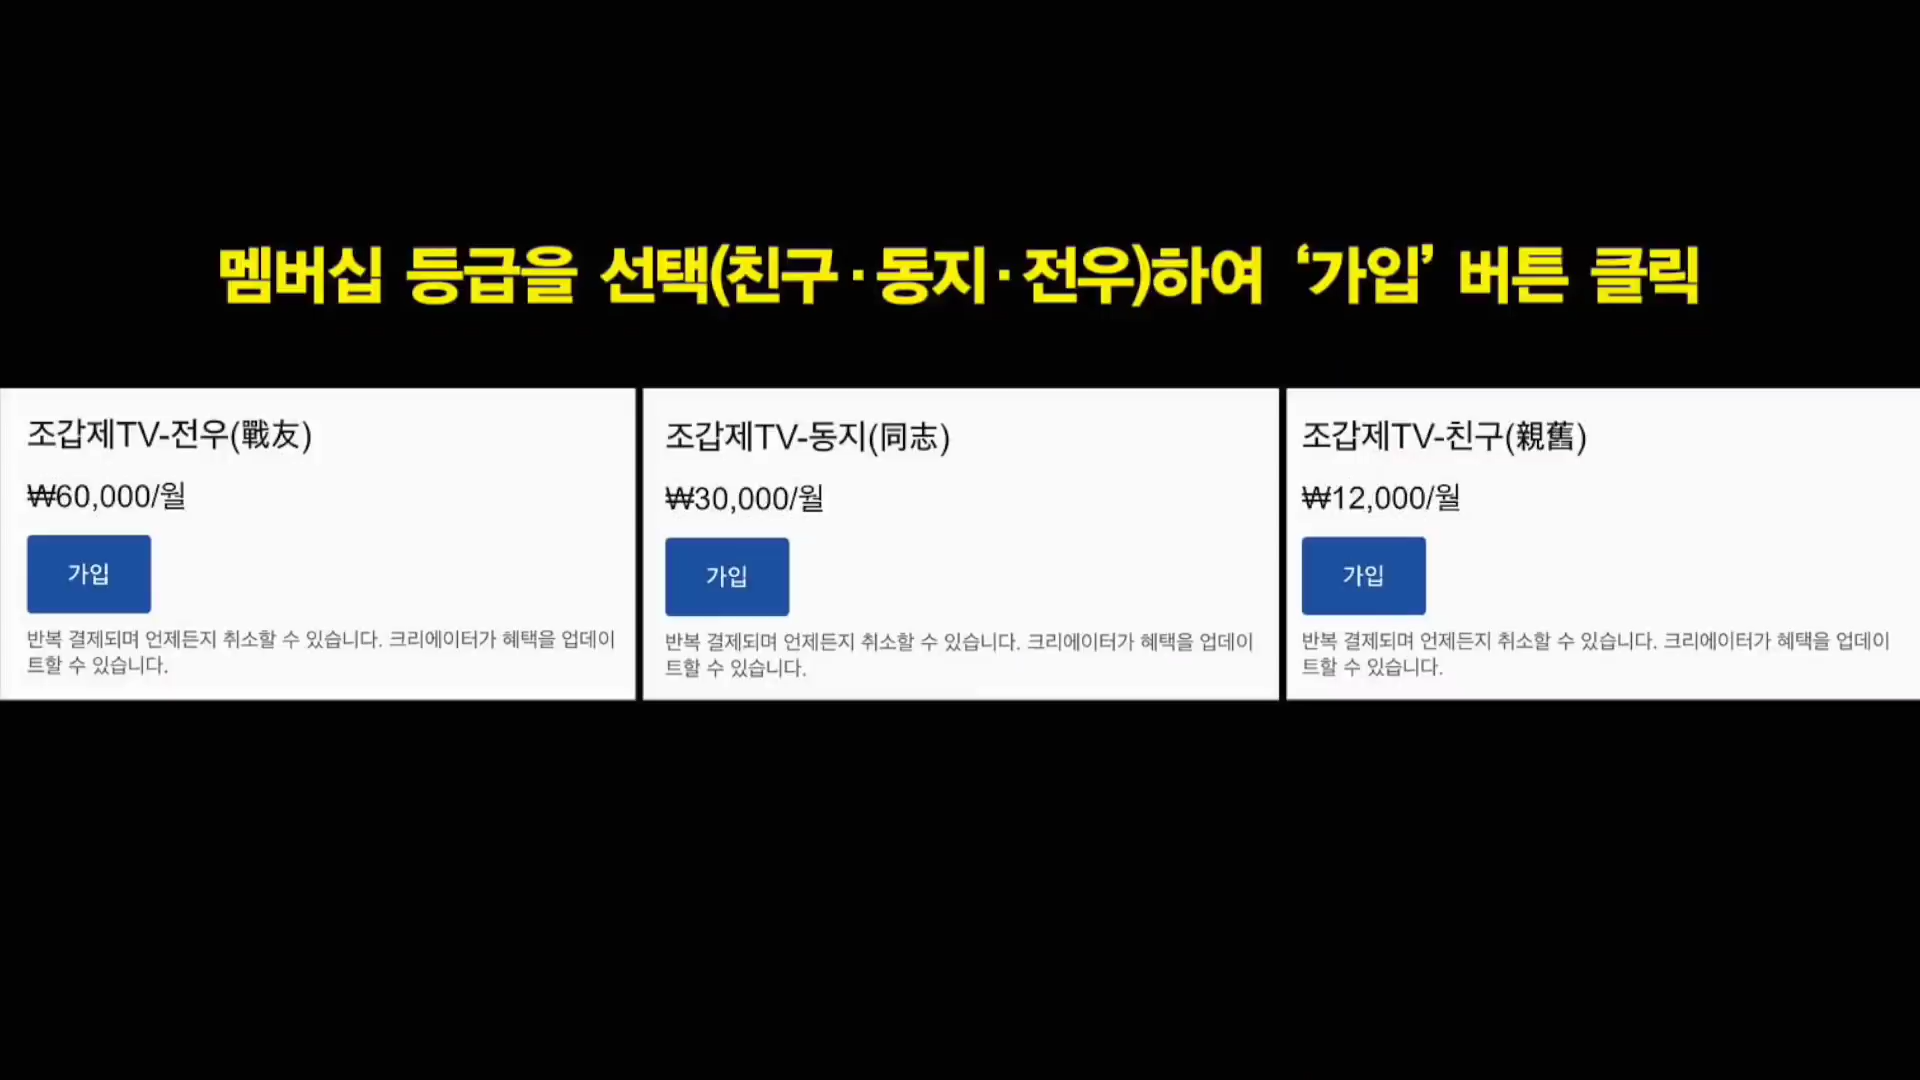 멤버십 등급을 선택(친구·동지·전우)하여 ‘가입’ 버튼 클릭
조갑제TV-전우(戰友)
₩60,000/월
가입
반복 결제되며 언제든지 취소할 수 있습니다. 크리에이터가 혜택을 업데이
트할 수 있습니다.
조갑제TV-동지(同志)
₩30,000/월
가입
반복 결제되며 언제든지 취소할 수 있습니다. 크리에이터가 혜택을 업데이
트할 수 있습니다.
조갑제TV-친구(親舊)
₩12,000/월
가입
반복 결제되며 언제든지 취소할 수 있습니다. 크리에이터가 혜택을 업데이
트할 수 있습니다.